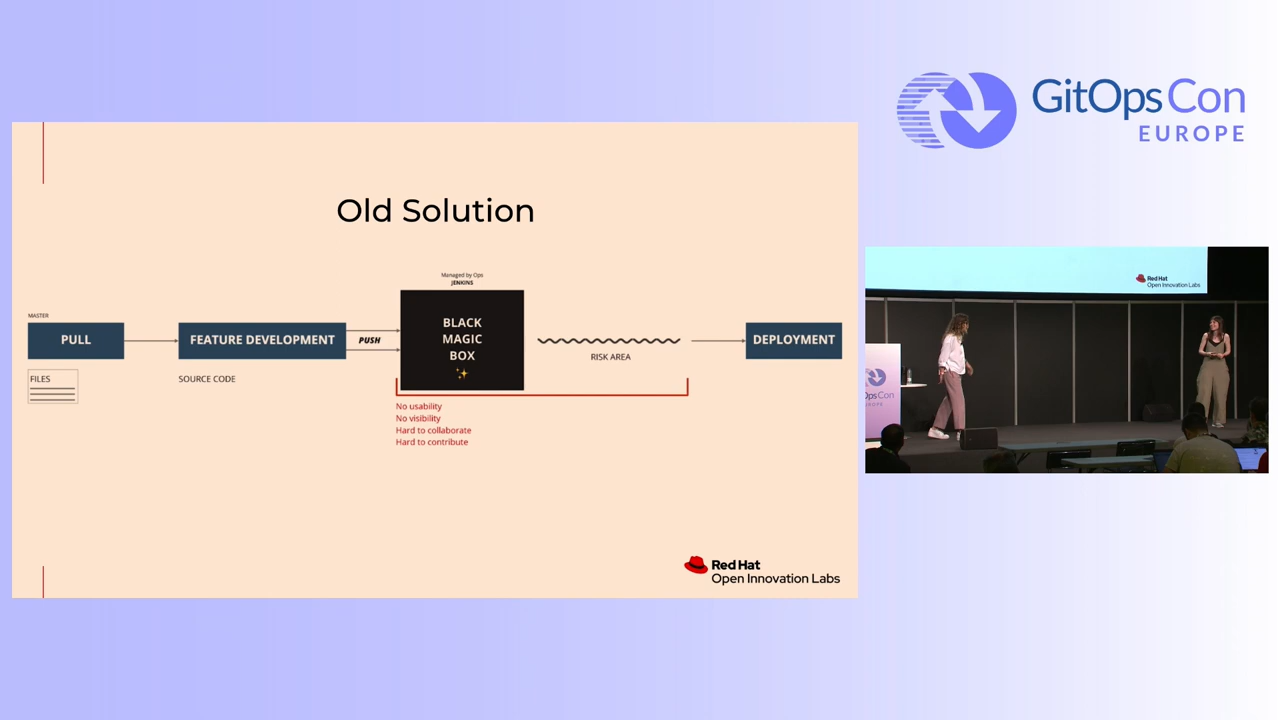 GitOpsCon
EUROPE
Old Solution
Managed by Ops
JENKINS
MASTER
PULL
FEATURE DEVELOPMENT
PUSH
BLACK
MAGIC
BOX
RISK AREA
DEPLOYMENT
FILES
SOURCE CODE
No usability
No visibility
Hard to collaborate
Hard to contribute
Red Hat
Open Innovation Labs
Red Hat
Open Innovation Labs
OpsCon